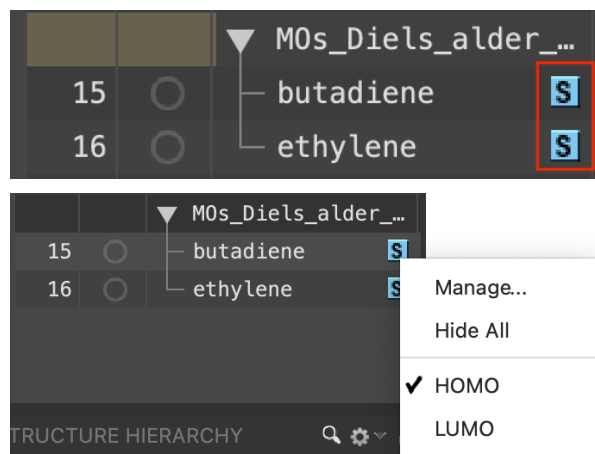 MOs_Diels_alder_…
15 butadiene S
16 ethylene S
MOs_Diels_alder_…
15 butadiene S
16 ethylene S
Manage...
Hide All
HOMO
LUMO
TRUCTURE HIERARCHY